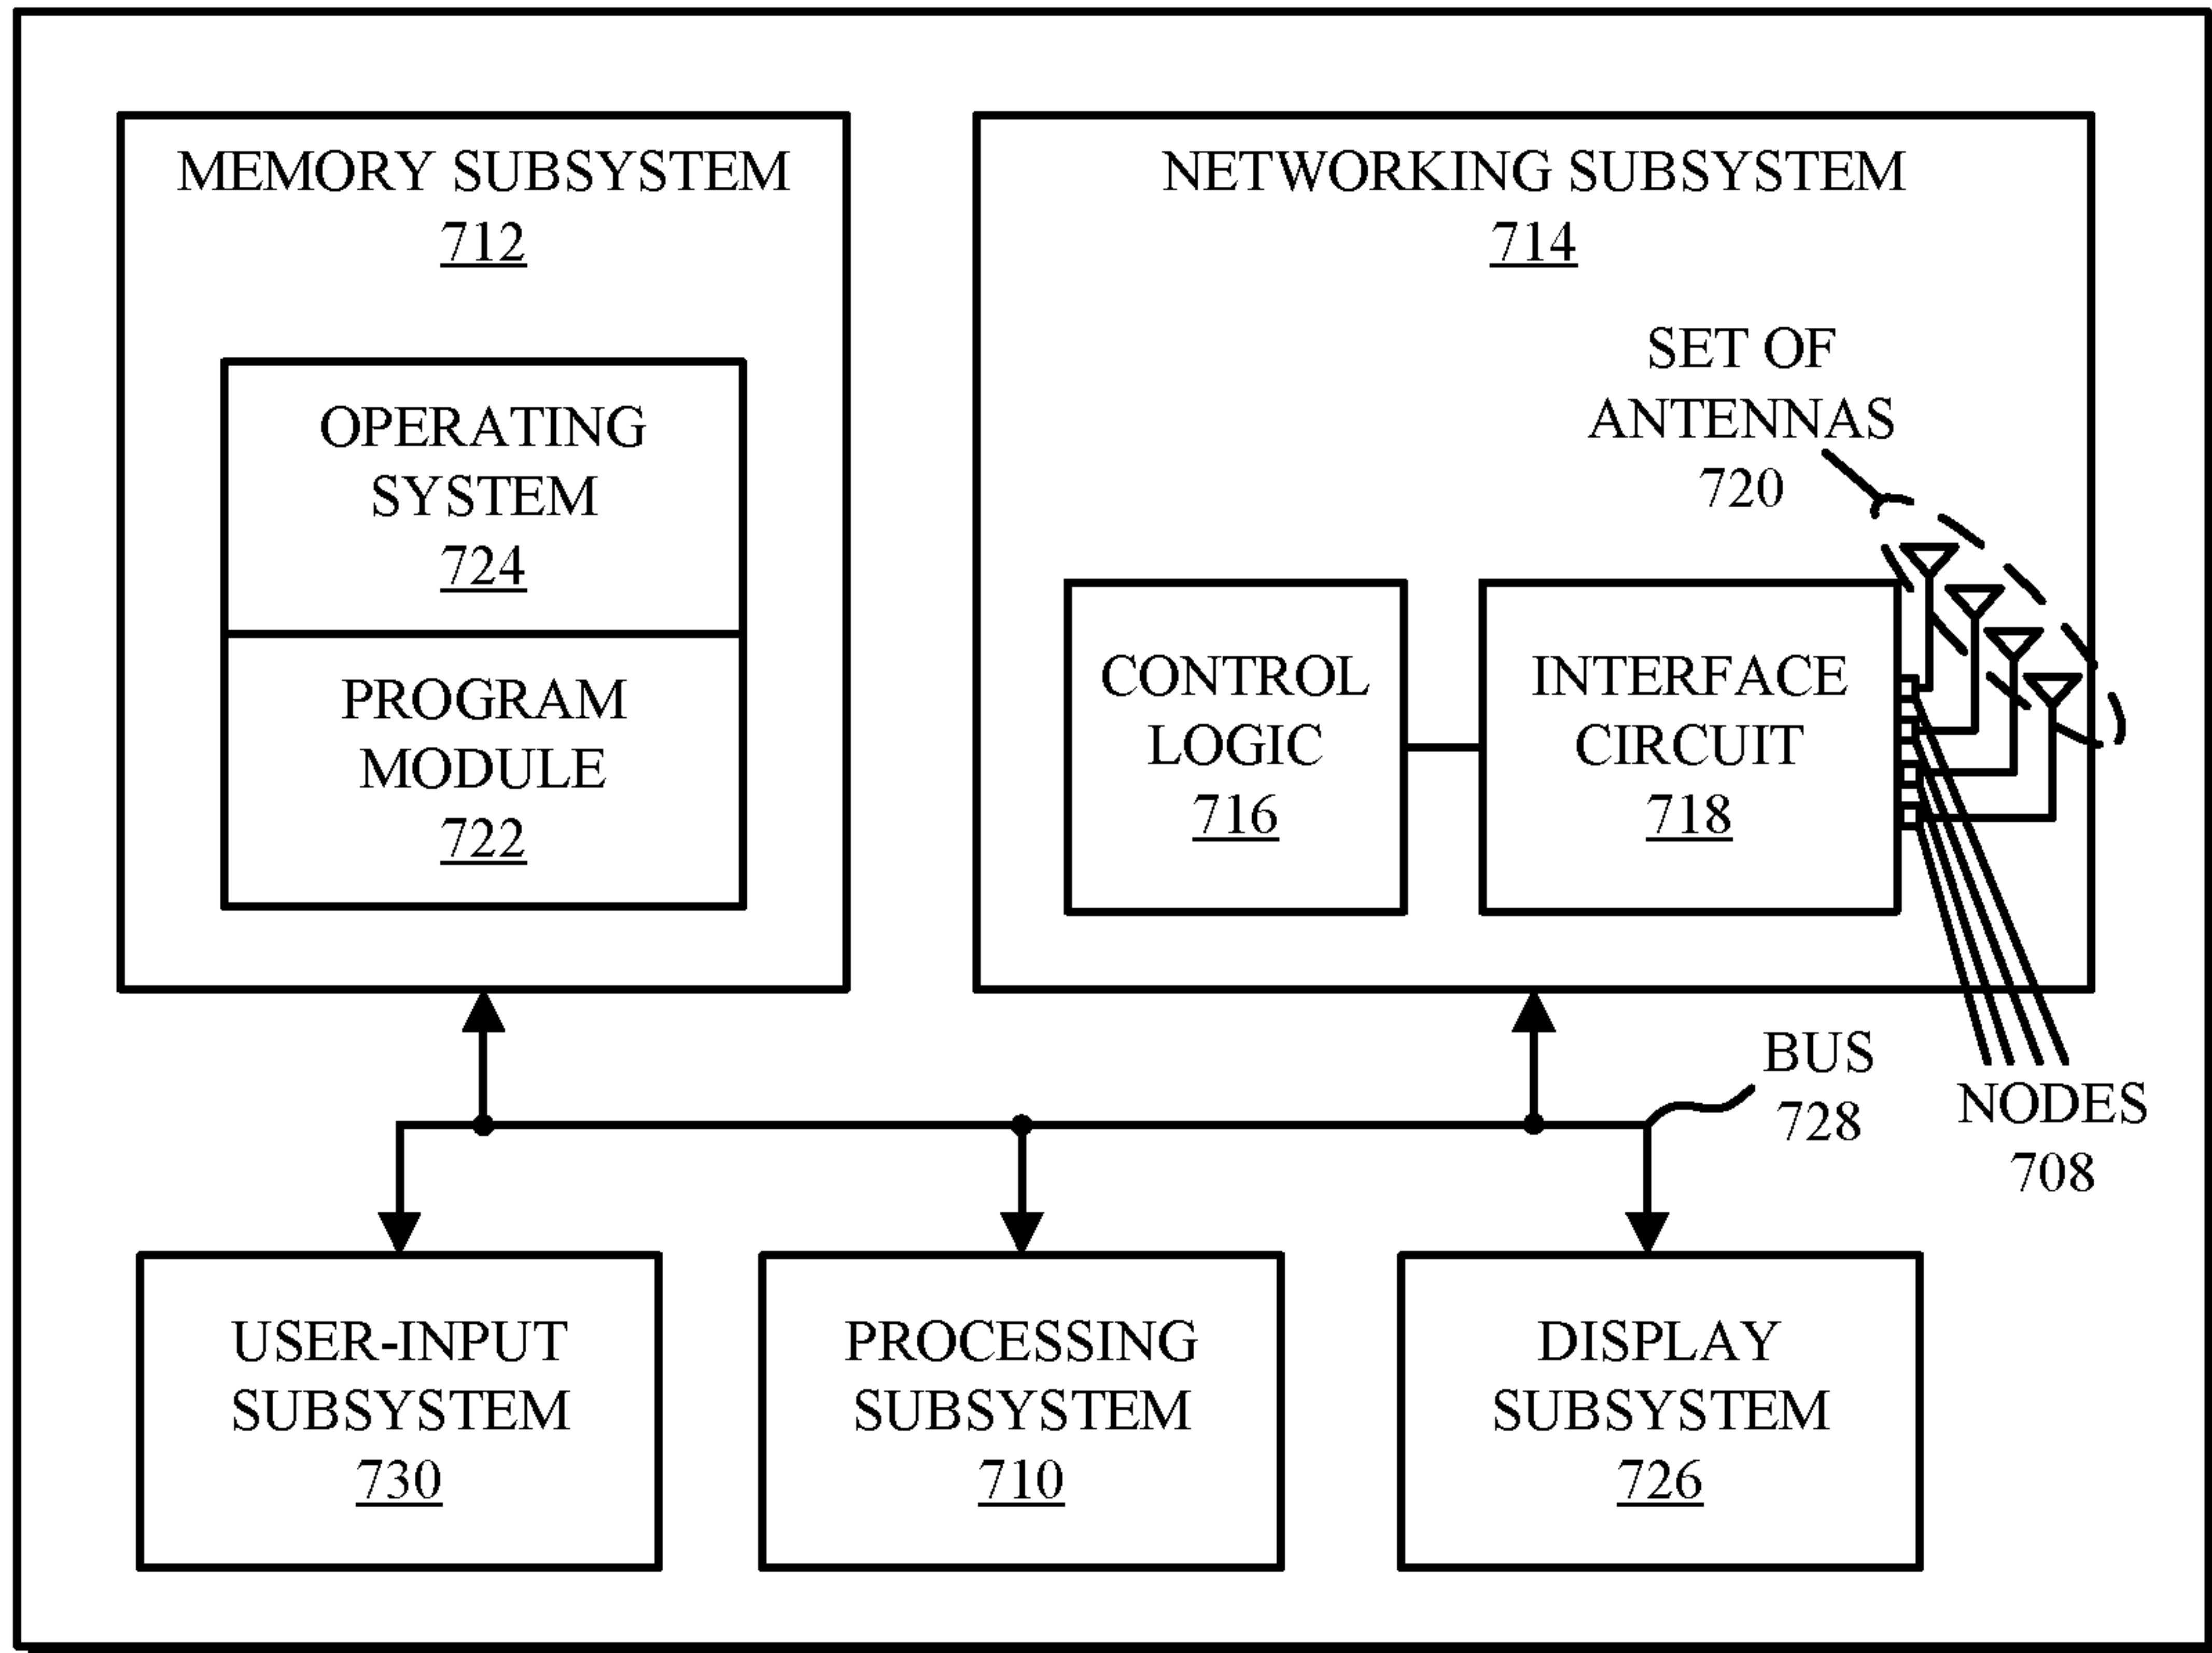 MEMORY SUBSYSTEM
712
OPERATING
SYSTEM
724
PROGRAM
MODULE
722
NETWORKING SUBSYSTEM
714
SET OF
ANTENNAS
720
CONTROL
LOGIC
716
INTERFACE
CIRCUIT
718
BUS
728
NODES
708
USER-INPUT
SUBSYSTEM
730
PROCESSING
SUBSYSTEM
710
DISPLAY
SUBSYSTEM
726